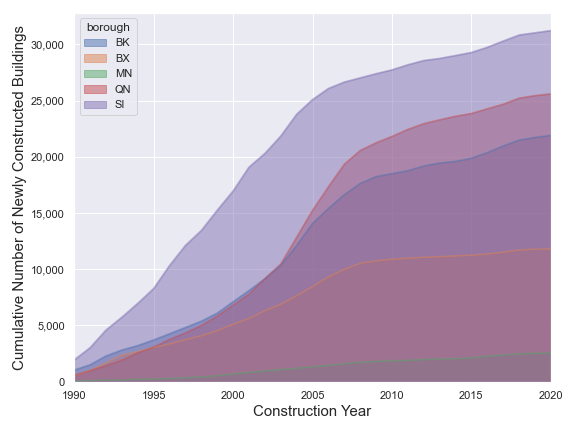 borough
BK
BX
MN
QN
SI
Cumulative Number of Newly Constructed Buildings
30,000
25,000
20,000
15,000
10,000
5,000
0
1990 1995 2000 2005 2010 2015 2020
Construction Year